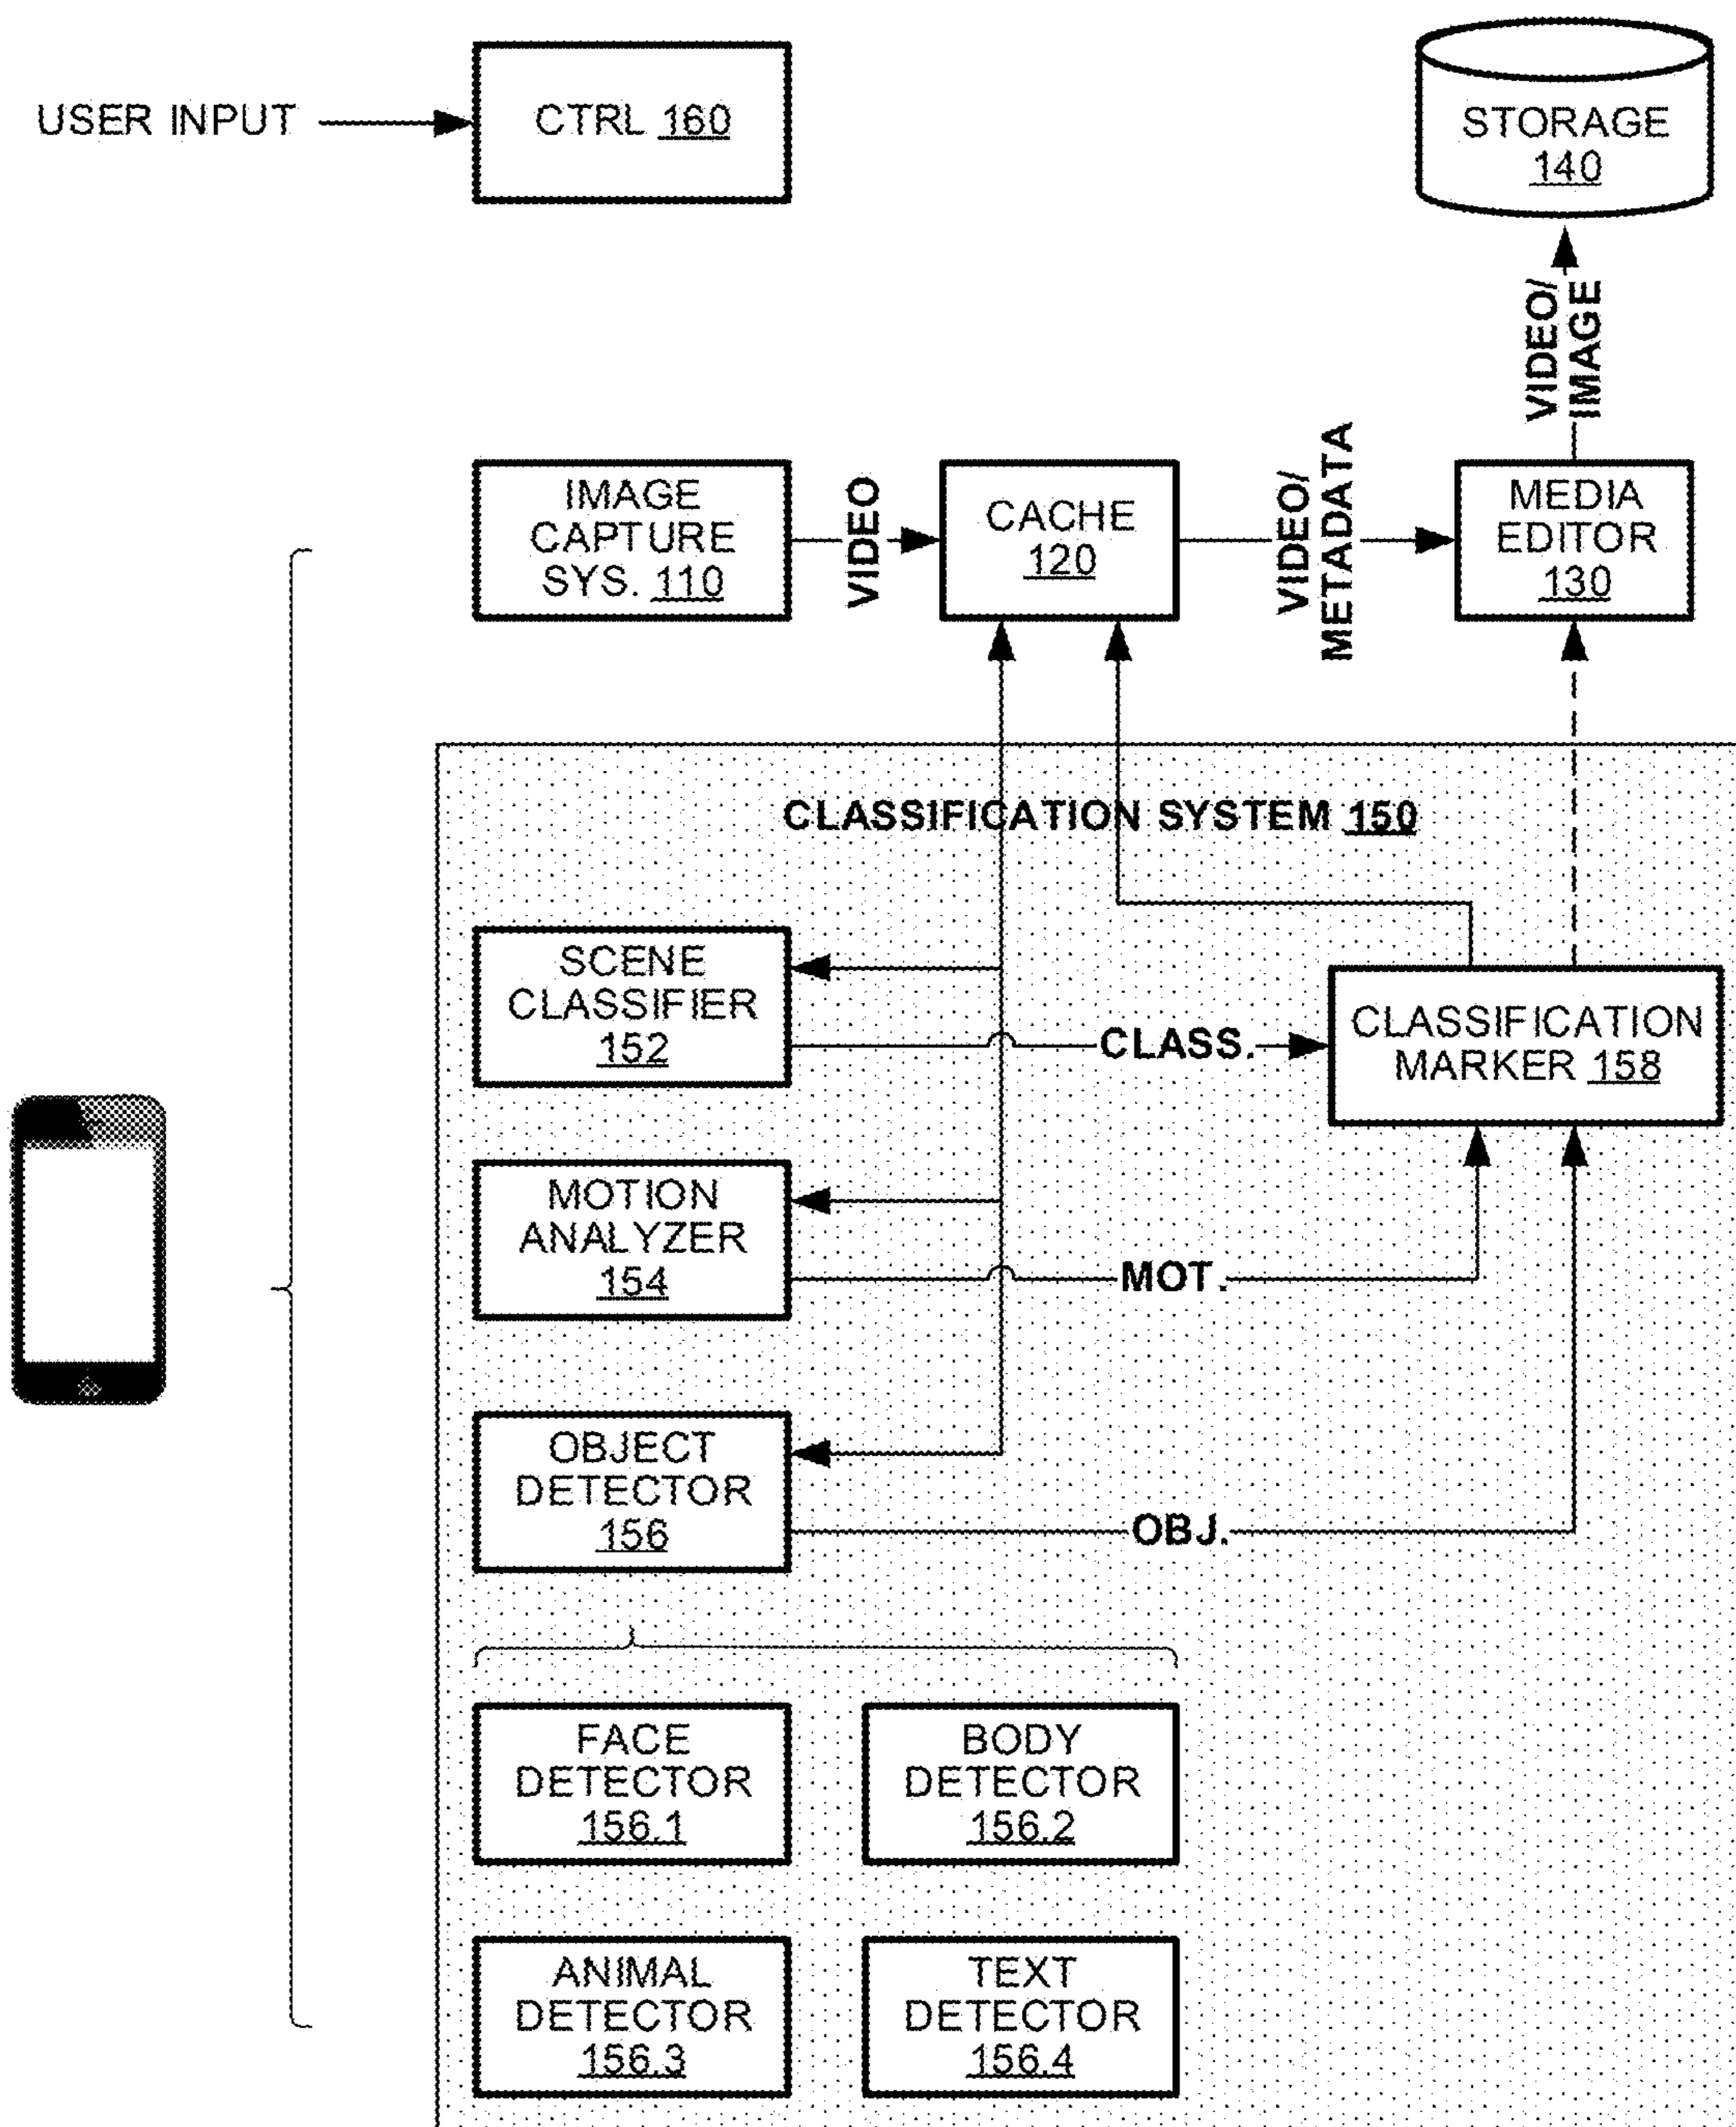 USER INPUT
CTRL 160
STORAGE
140
VIDEO/
IMAGE
IMAGE
CAPTURE
SYS. 110
VIDEO
CACHE
120
VIDEO/
METADATA
MEDIA
EDITOR
130
CLASSIFICATION SYSTEM 150
SCENE
CLASSIFIER
152
CLASS.
CLASSIFICATION
MARKER 158
MOTION
ANALYZER
154
MOT.
OBJECT
DETECTOR
156
OBJ.
FACE
DETECTOR
156.1
BODY
DETECTOR
156.2
ANIMAL
DETECTOR
156.3
TEXT
DETECTOR
156.4